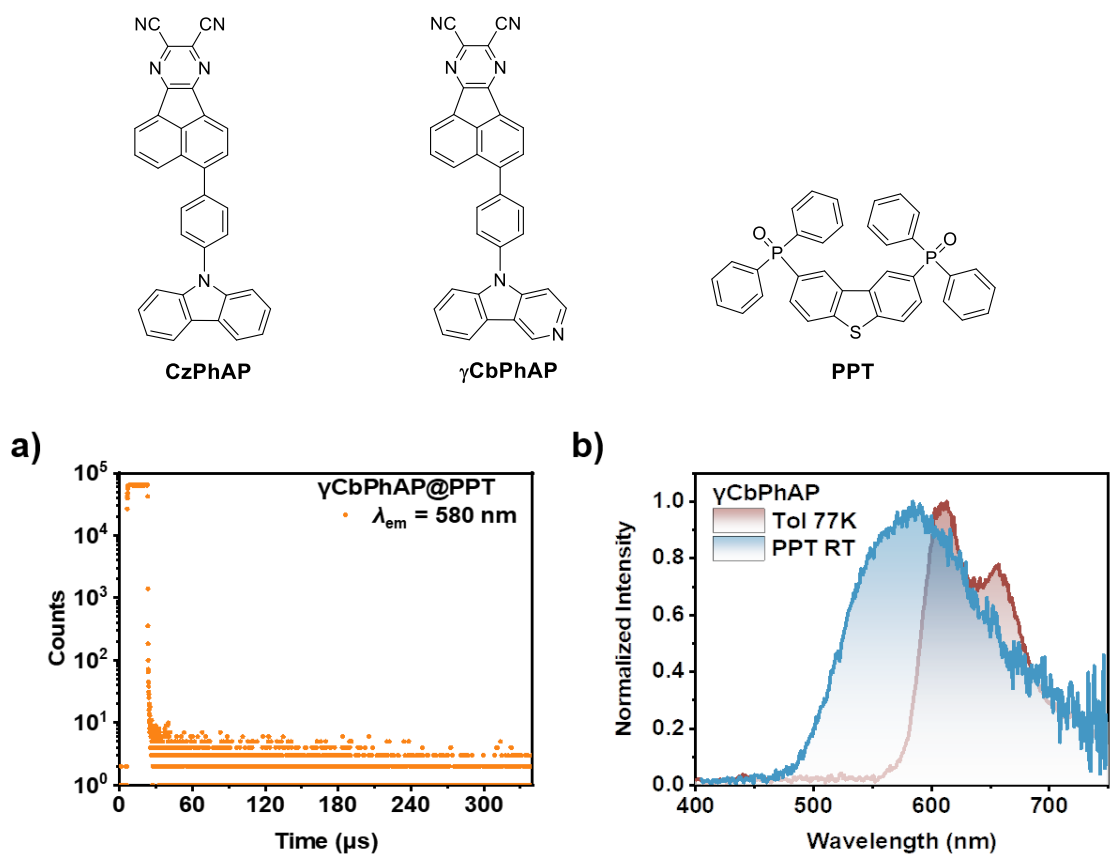 CN CN
N N
N
CzPhAP
CN CN
N N
N
N
γCbPhAP
O O
P P
S
PPT
a)
γCbPhAP@PPT
λem = 580 nm
Counts
10^5
10^4
10^3
10^2
10^1
10^0
0 60 120 180 240 300
Time (μs)
b)
γCbPhAP
Tol 77K
PPT RT
Normalized Intensity
1.0
0.8
0.6
0.4
0.2
0.0
400 500 600 700
Wavelength (nm)